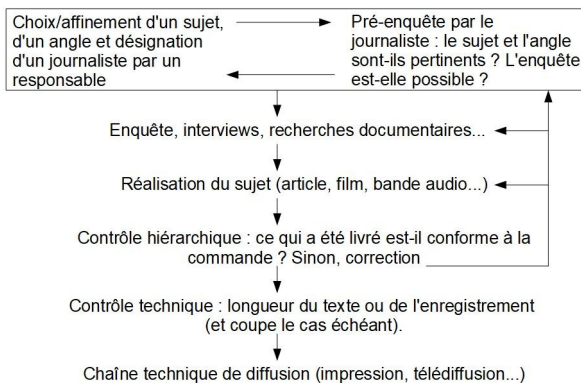 Choix/affinement d'un sujet,
d'un angle et désignation
d'un journaliste par un
responsable
Pré-enquête par le
journaliste : le sujet et l'angle
sont-ils pertinents ? L'enquête
est-elle possible ?
Enquête, interviews, recherches documentaires...
Réalisation du sujet (article, film, bande audio...)
Contrôle hiérarchique : ce qui a été livré est-il conforme à la
commande ? Sinon, correction
Contrôle technique : longueur du texte ou de l'enregistrement
(et coupe le cas échéant).
Chaîne technique de diffusion (impression, télédiffusion...)